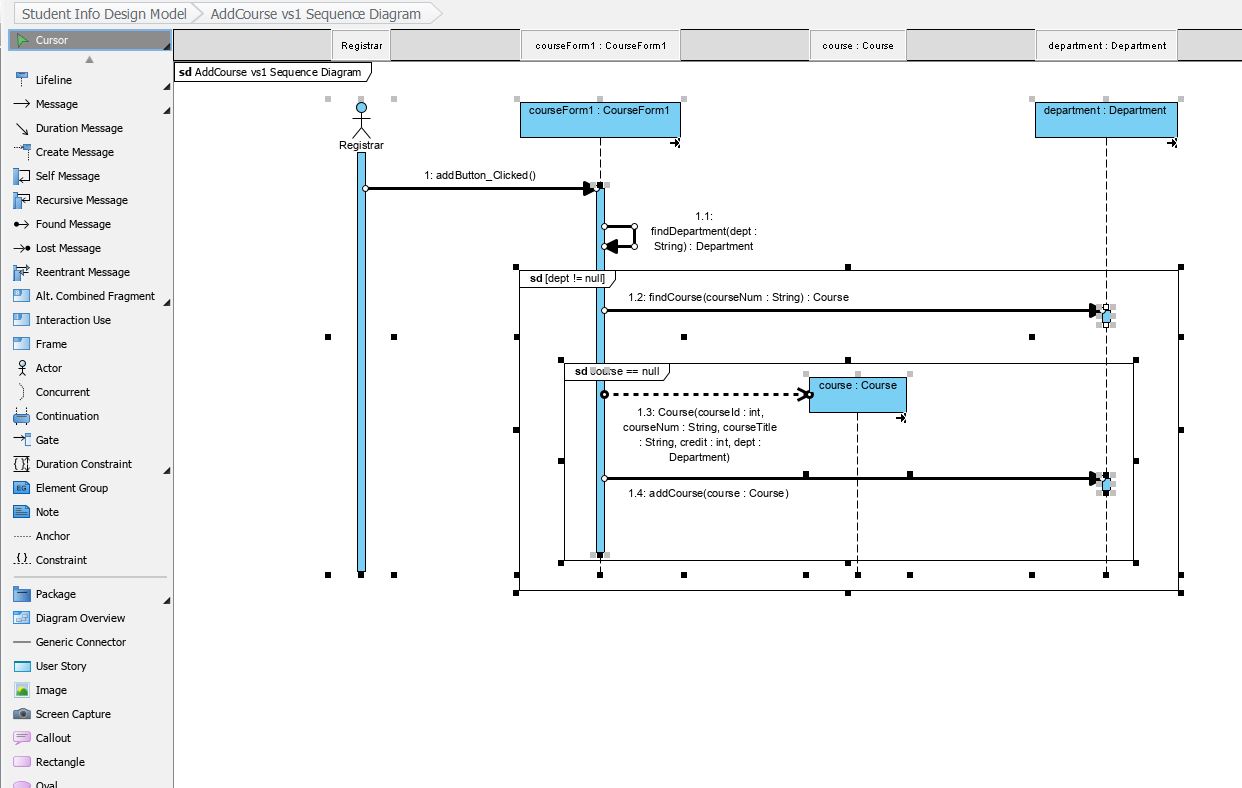 Student Info Design Model
AddCourse vs1 Sequence Diagram
Cursor
Lifeline
Message
Duration Message
Create Message
Self Message
Recursive Message
Found Message
Lost Message
Reentrant Message
Alt. Combined Fragment
Interaction Use
Frame
Actor
Concurrent
Continuation
Gate
Duration Constraint
EG Element Group
Note
Anchor
Constraint
Package
Diagram Overview
Generic Connector
User Story
Image
Screen Capture
Callout
Rectangle
Oval
Registrar
courseForm1 : CourseForm1
course : Course
department : Department
sd AddCourse vs1 Sequence Diagram
Registrar
courseForm1 : CourseForm1
department : Department
1: addButton_Clicked()
1.1:
findDepartment(dept :
String) : Department
sd [dept != null]
1.2: findCourse(courseNum : String) : Course
sd course == null
course : Course
1.3: Course(courseId : int,
courseNum : String, courseTitle
: String, credit : int, dept :
Department)
1.4: addCourse(course : Course)